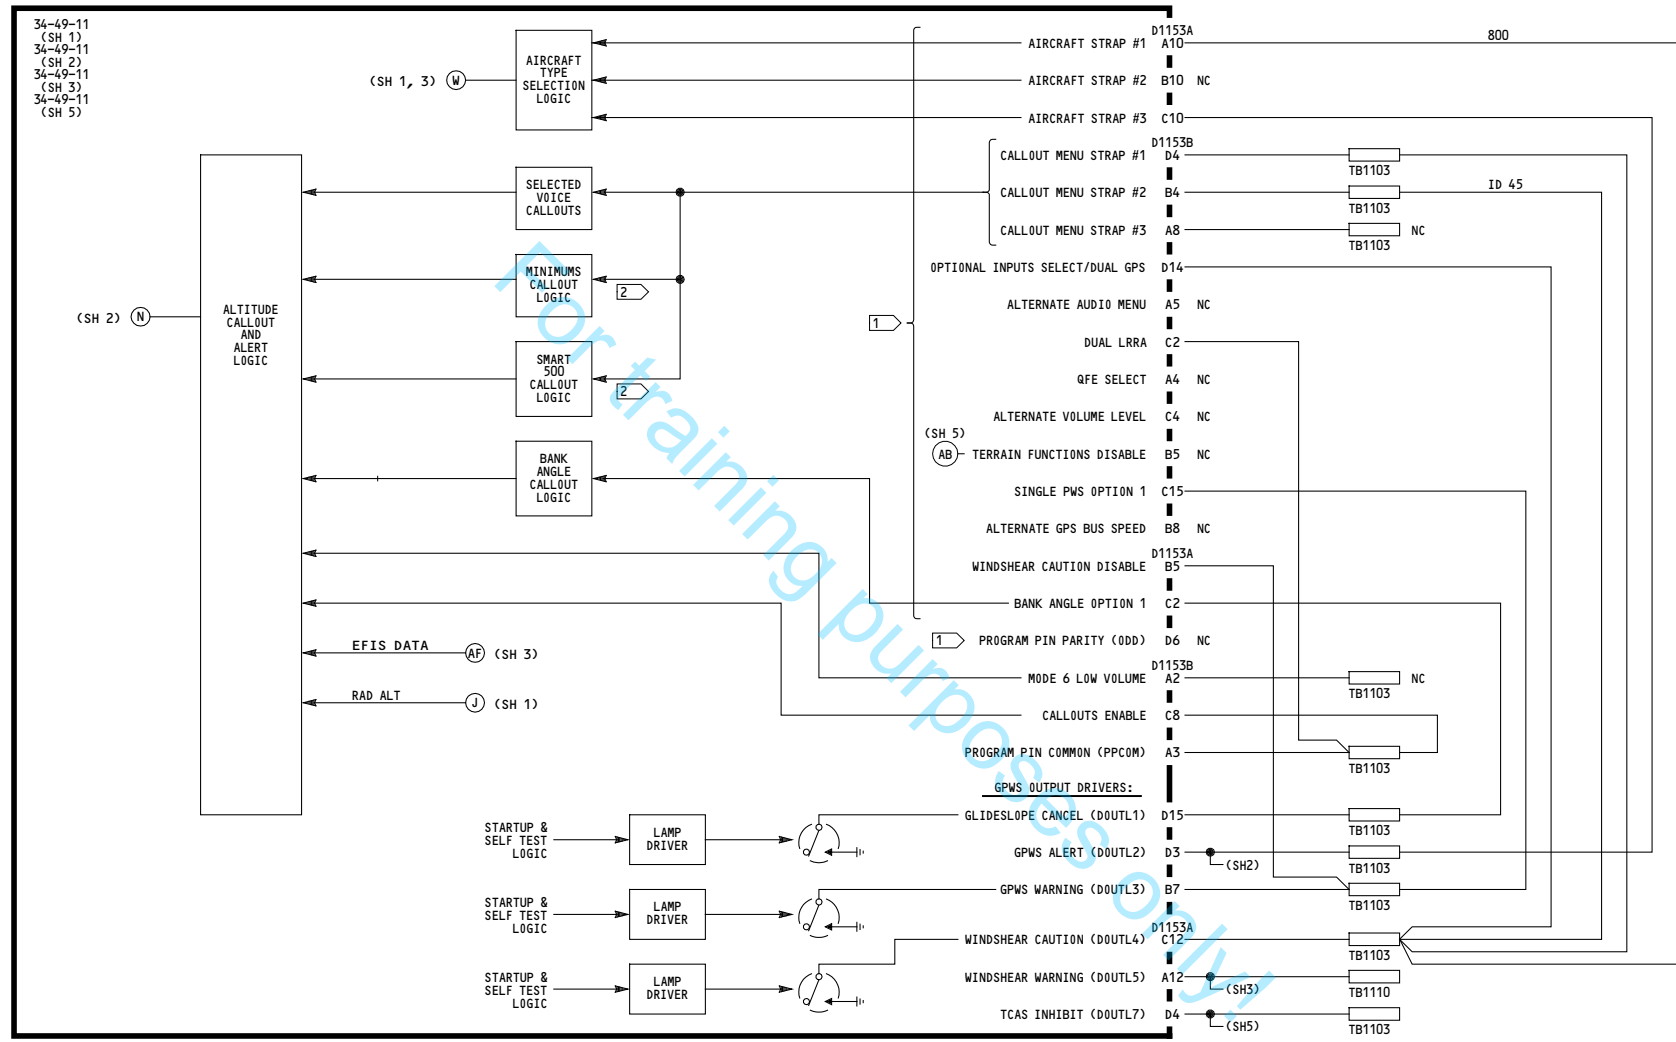 34-49-11
(SH 1)
34-49-11
(SH 2)
34-49-11
(SH 3)
34-49-11
(SH 5)
(SH 1, 3) W
AIRCRAFT
TYPE
SELECTION
LOGIC
SELECTED
VOICE
CALLOUTS
MINIMUMS
CALLOUT
LOGIC
2
SMART
500
CALLOUT
LOGIC
2
BANK
ANGLE
CALLOUT
LOGIC
(SH 2) N
ALTITUDE
CALLOUT
AND
ALERT
LOGIC
EFIS DATA AF (SH 3)
RAD ALT J (SH 1)
1
D1153A
AIRCRAFT STRAP #1 A10 800
AIRCRAFT STRAP #2 B10 NC
AIRCRAFT STRAP #3 C10
D1153B
CALLOUT MENU STRAP #1 D4
TB1103
CALLOUT MENU STRAP #2 B4 ID 45
TB1103
CALLOUT MENU STRAP #3 A8 NC
TB1103
OPTIONAL INPUTS SELECT/DUAL GPS D14
ALTERNATE AUDIO MENU A5 NC
DUAL LRRA C2
QFE SELECT A4 NC
ALTERNATE VOLUME LEVEL C4 NC
(SH 5)
AB TERRAIN FUNCTIONS DISABLE B5 NC
SINGLE PWS OPTION 1 C15
ALTERNATE GPS BUS SPEED B8 NC
D1153A
WINDSHEAR CAUTION DISABLE B5
BANK ANGLE OPTION 1 C2
1 PROGRAM PIN PARITY (ODD) D6 NC
D1153B
MODE 6 LOW VOLUME A2 NC
TB1103
CALLOUTS ENABLE C8
PROGRAM PIN COMMON (PPCOM) A3
TB1103
GPWS OUTPUT DRIVERS:
GLIDESLOPE CANCEL (DOUTL1) D15
TB1103
STARTUP &
SELF TEST
LOGIC
LAMP
DRIVER
GPWS ALERT (DOUTL2) D3
(SH2)
TB1103
GPWS WARNING (DOUTL3) B7
TB1103
STARTUP &
SELF TEST
LOGIC
LAMP
DRIVER
D1153A
WINDSHEAR CAUTION (DOUTL4) C12
TB1103
WINDSHEAR WARNING (DOUTL5) A12
(SH3)
TB1110
STARTUP &
SELF TEST
LOGIC
LAMP
DRIVER
TCAS INHIBIT (DOUTL7) D4
(SH5)
TB1103
For training purposes only!